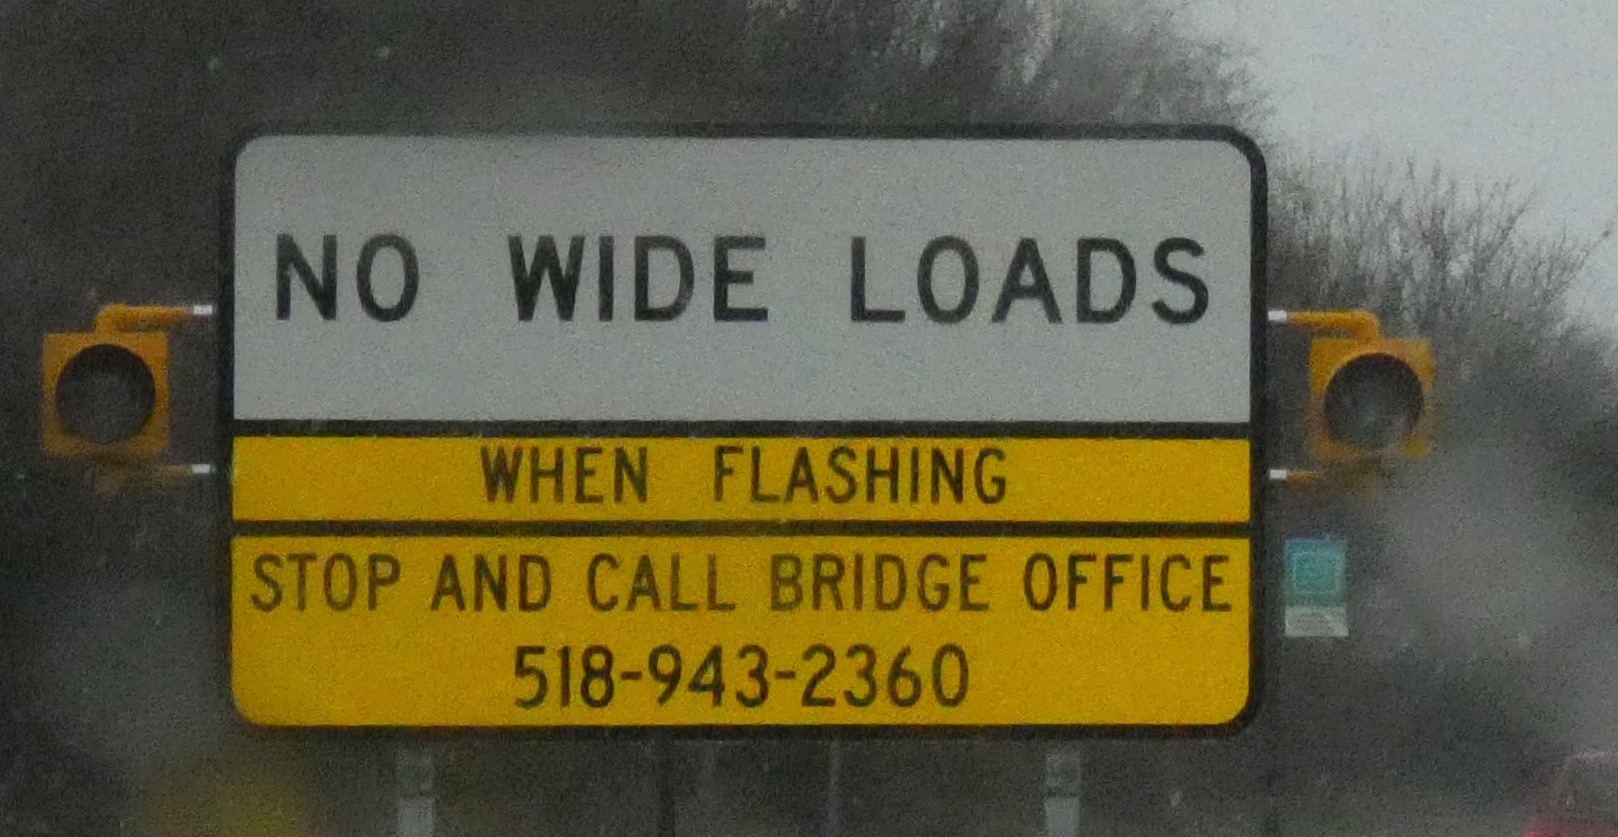 NO WIDE LOADS
WHEN FLASHING
STOP AND CALL BRIDGE OFFICE
518-943-2360